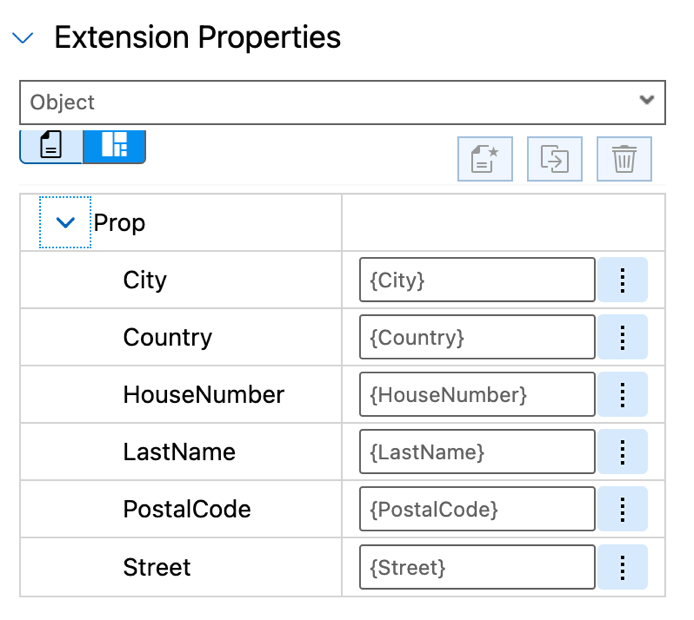 Extension Properties
Object
Prop
City {City}
Country {Country}
HouseNumber {HouseNumber}
LastName {LastName}
PostalCode {PostalCode}
Street {Street}